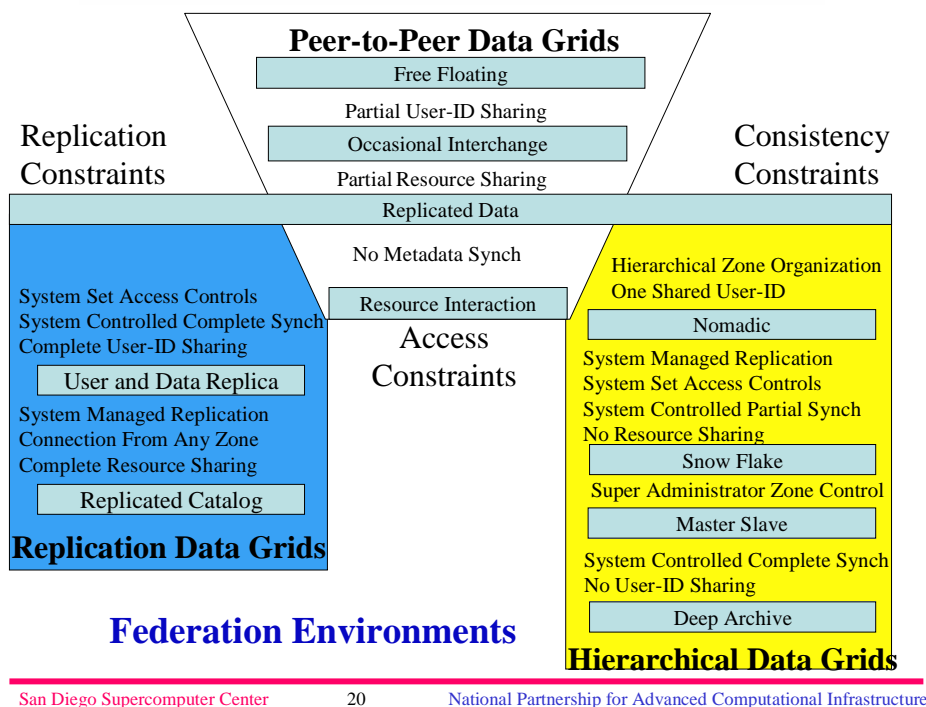 Peer-to-Peer Data Grids
Free Floating
Partial User-ID Sharing
Occasional Interchange
Partial Resource Sharing
Replication
Constraints
Consistency
Constraints
Replicated Data
No Metadata Synch
Resource Interaction
Access
Constraints
System Set Access Controls
System Controlled Complete Synch
Complete User-ID Sharing
User and Data Replica
System Managed Replication
Connection From Any Zone
Complete Resource Sharing
Replicated Catalog
Replication Data Grids
Hierarchical Zone Organization
One Shared User-ID
Nomadic
System Managed Replication
System Set Access Controls
System Controlled Partial Synch
No Resource Sharing
Snow Flake
Super Administrator Zone Control
Master Slave
System Controlled Complete Synch
No User-ID Sharing
Deep Archive
Hierarchical Data Grids
Federation Environments
San Diego Supercomputer Center
20
National Partnership for Advanced Computational Infrastructure